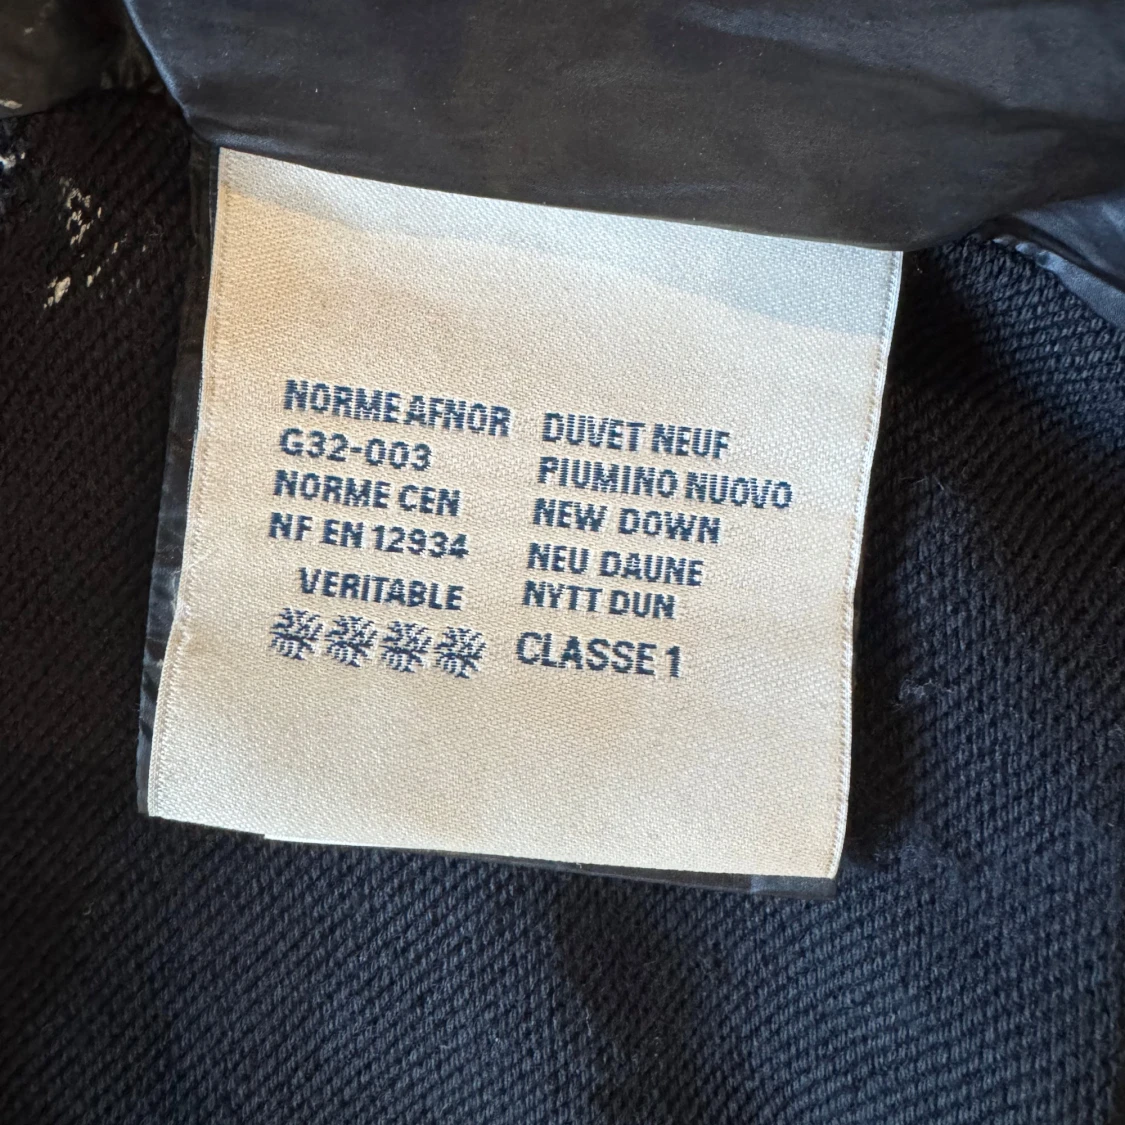 NORME AFNOR
G32-003
NORME CEN
NF EN 12934
VERITABLE
DUVET NEUF
PIUMINO NUOVO
NEW DOWN
NEU DAUNE
NYTT DUN
CLASSE 1